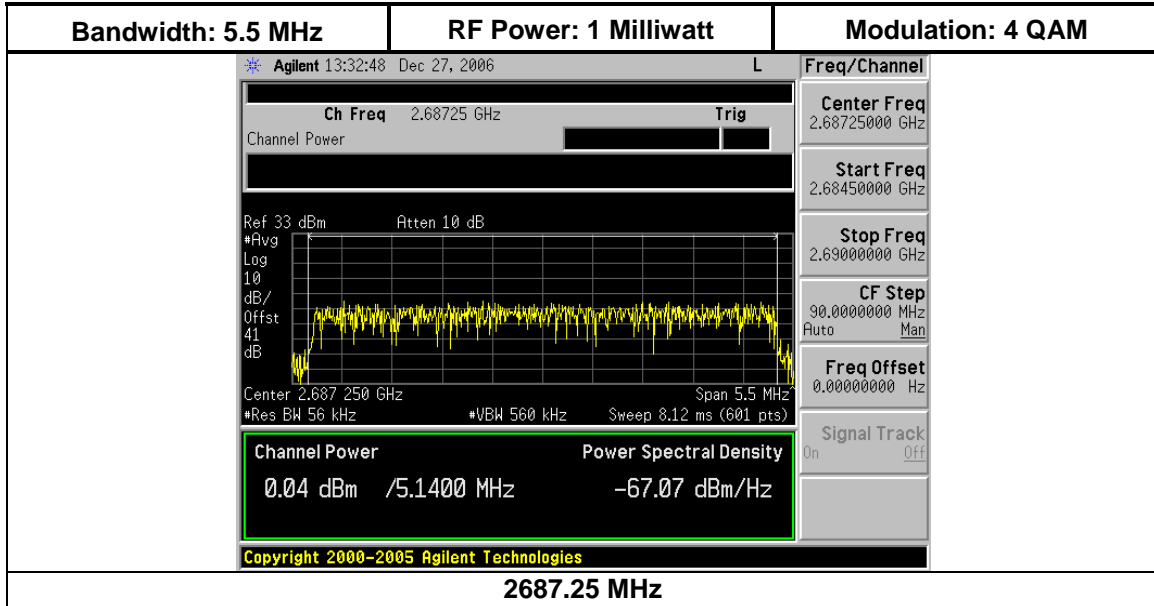 Bandwidth: 5.5 MHz
RF Power: 1 Milliwatt
Modulation: 4 QAM
Agilent 13:32:48 Dec 27, 2006 L
Freq/Channel
Ch Freq 2.68725 GHz Trig
Channel Power
Center Freq
2.68725000 GHz
Start Freq
2.68450000 GHz
Stop Freq
2.69000000 GHz
CF Step
90.0000000 MHz
Auto Man
Freq Offset
0.00000000 Hz
Signal Track
On Off
Ref 33 dBm Atten 10 dB
#Avg
Log
10
dB/
Offst
41
dB
Center 2.687 250 GHz Span 5.5 MHz
#Res BW 56 kHz #VBW 560 kHz Sweep 8.12 ms (601 pts)
Channel Power Power Spectral Density
0.04 dBm /5.1400 MHz -67.07 dBm/Hz
Copyright 2000-2005 Agilent Technologies
2687.25 MHz